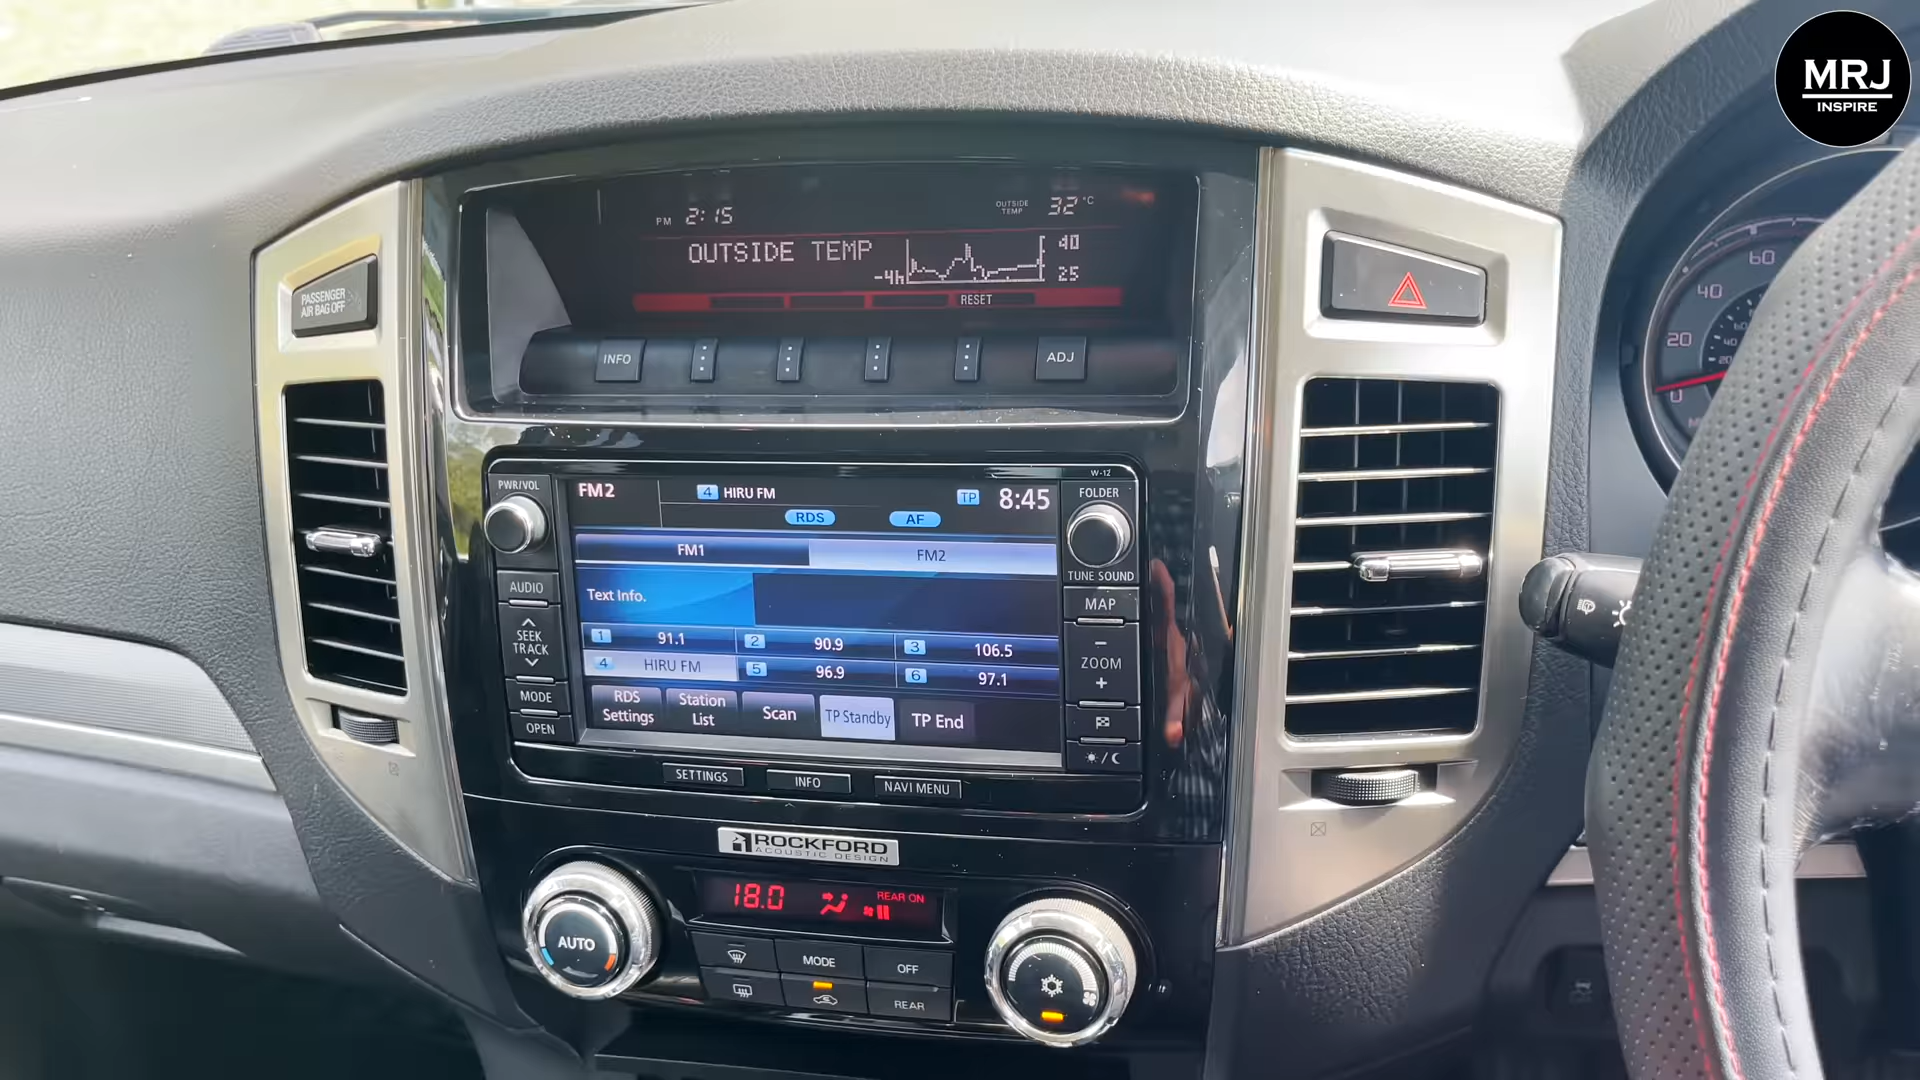 MRJ
INSPIRE
PM 2:15
OUTSIDE TEMP 32°C
OUTSIDE TEMP
-4h
40
25
RESET
PASSENGER
AIR BAG OFF
INFO
ADJ
60
40
20
0
W-12
PWR/VOL
FM2
4 HIRU FM
TP
8:45
FOLDER
RDS
AF
FM1
FM2
TUNE SOUND
AUDIO
Text Info.
MAP
SEEK
TRACK
1 91.1
2 90.9
3 106.5
4 HIRU FM
5 96.9
6 97.1
- ZOOM +
MODE
OPEN
RDS Settings
Station List
Scan
TP Standby
TP End
SETTINGS
INFO
NAVI MENU
ROCKFORD
ACOUSTIC DESIGN
18.0
REAR ON
AUTO
MODE
OFF
REAR